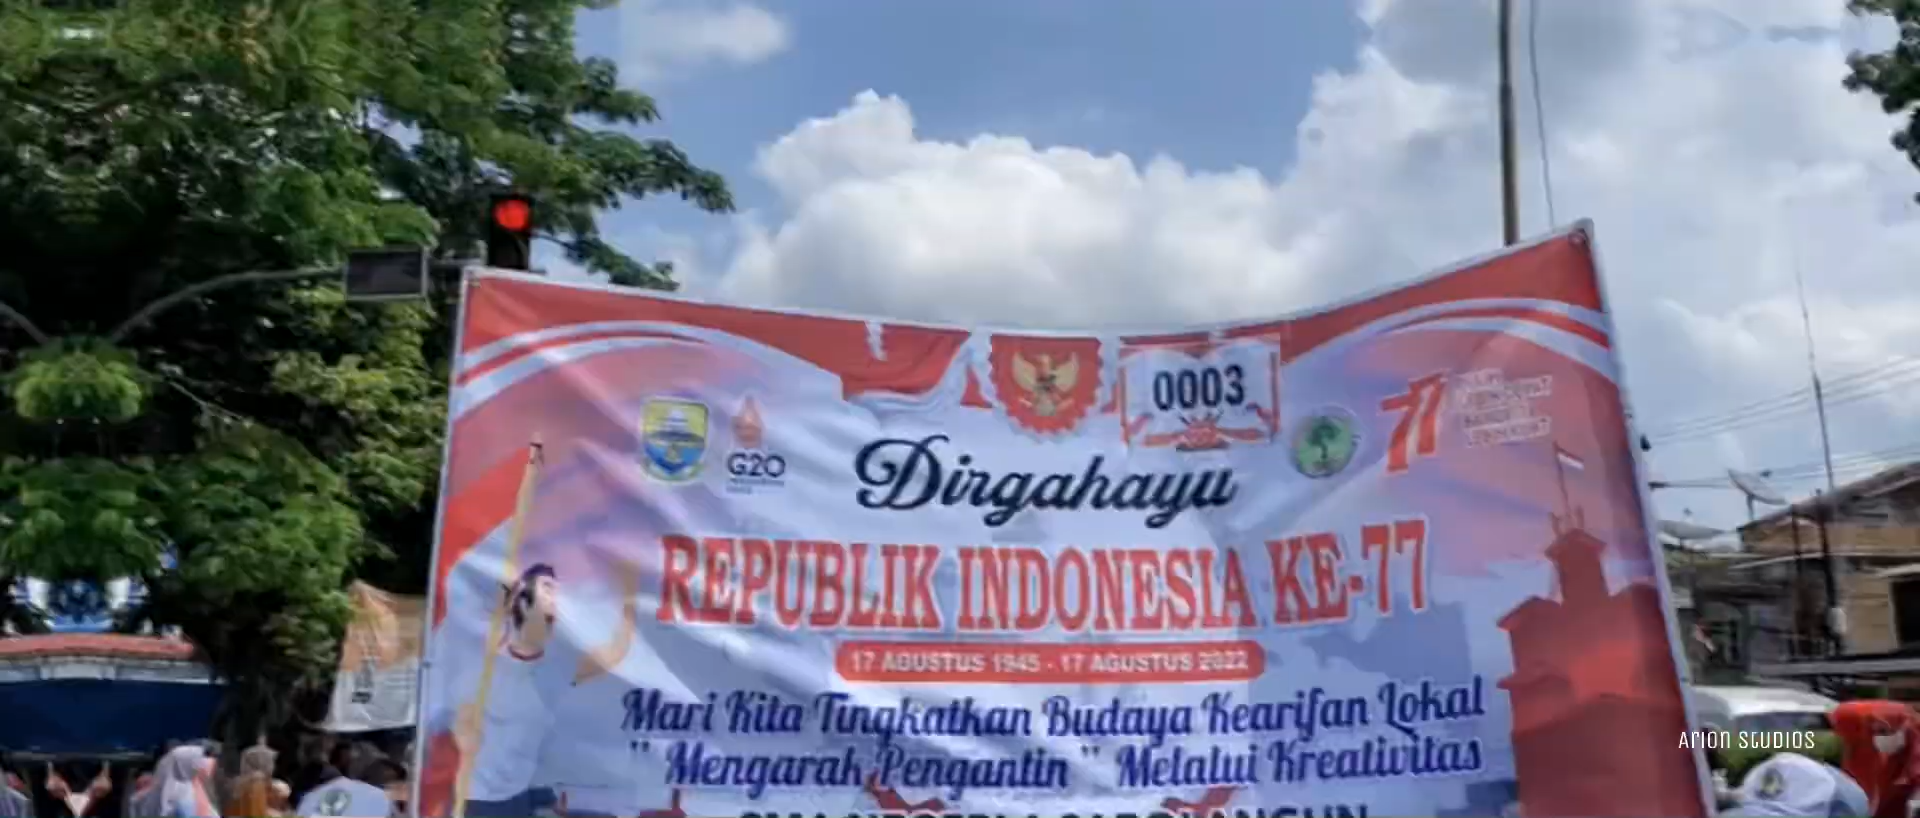 0003
G20
77
Dirgahayu
REPUBLIK INDONESIA KE-77
17 AGUSTUS 1945 - 17 AGUSTUS 2022
Mari Kita Tingkatkan Budaya Kearifan Lokal
" Mengarak Pengantin " Melalui Kreativitas
Arion Studios